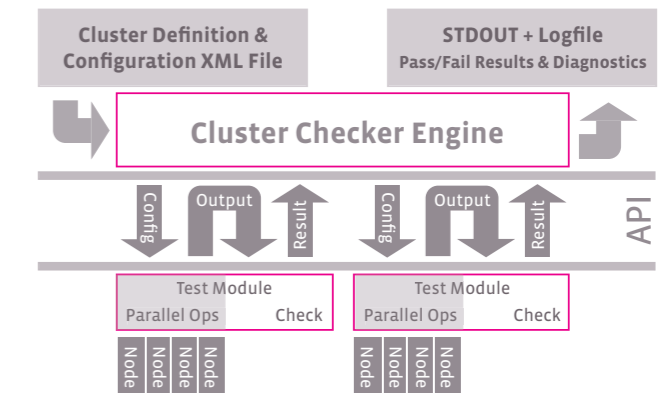 Cluster Definition &
Configuration XML File
STDOUT + Logfile
Pass/Fail Results & Diagnostics
Cluster Checker Engine
Config
Output
Result
Config
Output
Result
API
Test Module
Parallel Ops
Check
Test Module
Parallel Ops
Check
Node
Node
Node
Node
Node
Node
Node
Node